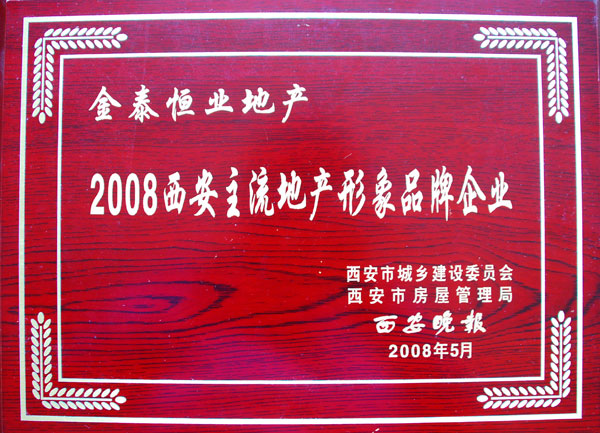 金泰恒业地产
2008西安主流地产形象品牌企业
西安市城乡建设委员会
西安市房屋管理局
西安晚报
2008年5月